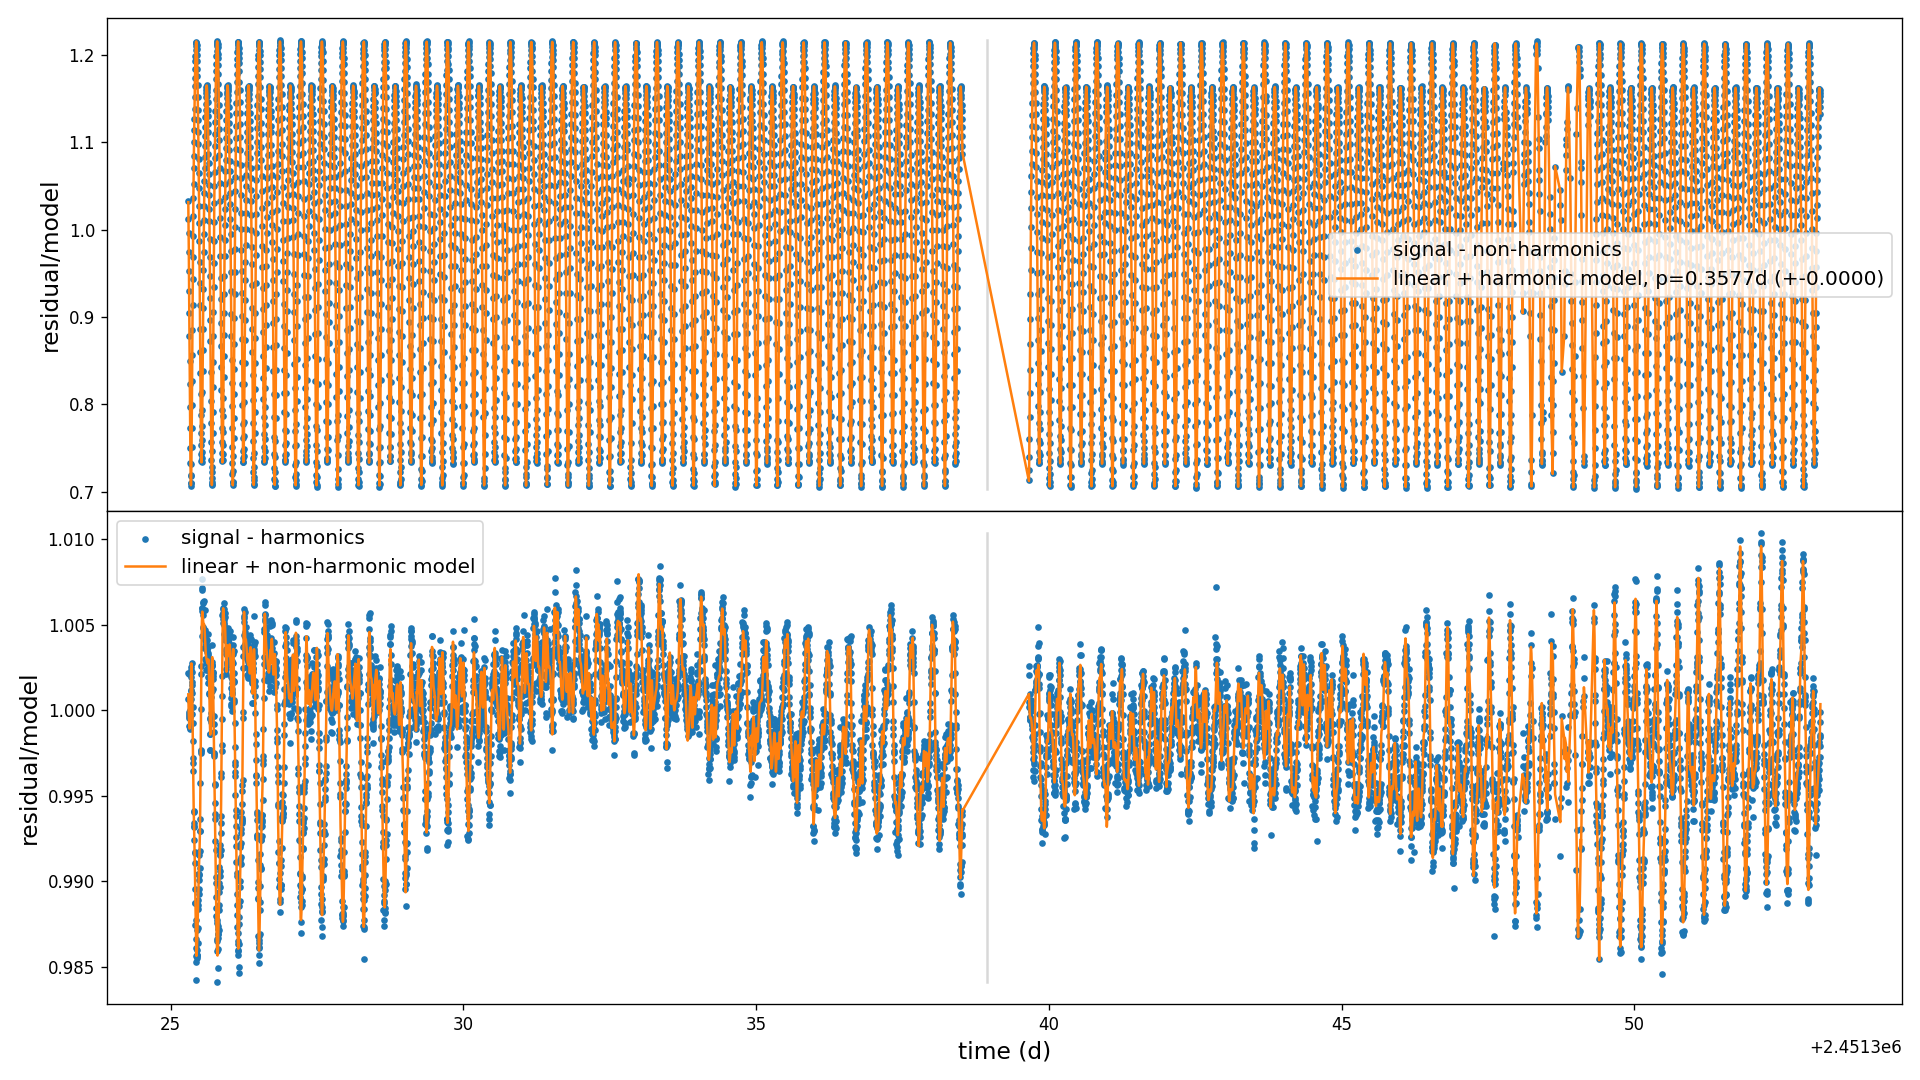 1.2
1.1
1.0
0.9
0.8
0.7
residual/model
signal - non-harmonics
linear + harmonic model, p=0.3577d (+-0.0000)
signal - harmonics
linear + non-harmonic model
1.010
1.005
1.000
0.995
0.990
0.985
residual/model
25 30 35 40 45 50
time (d)
+2.4513e6